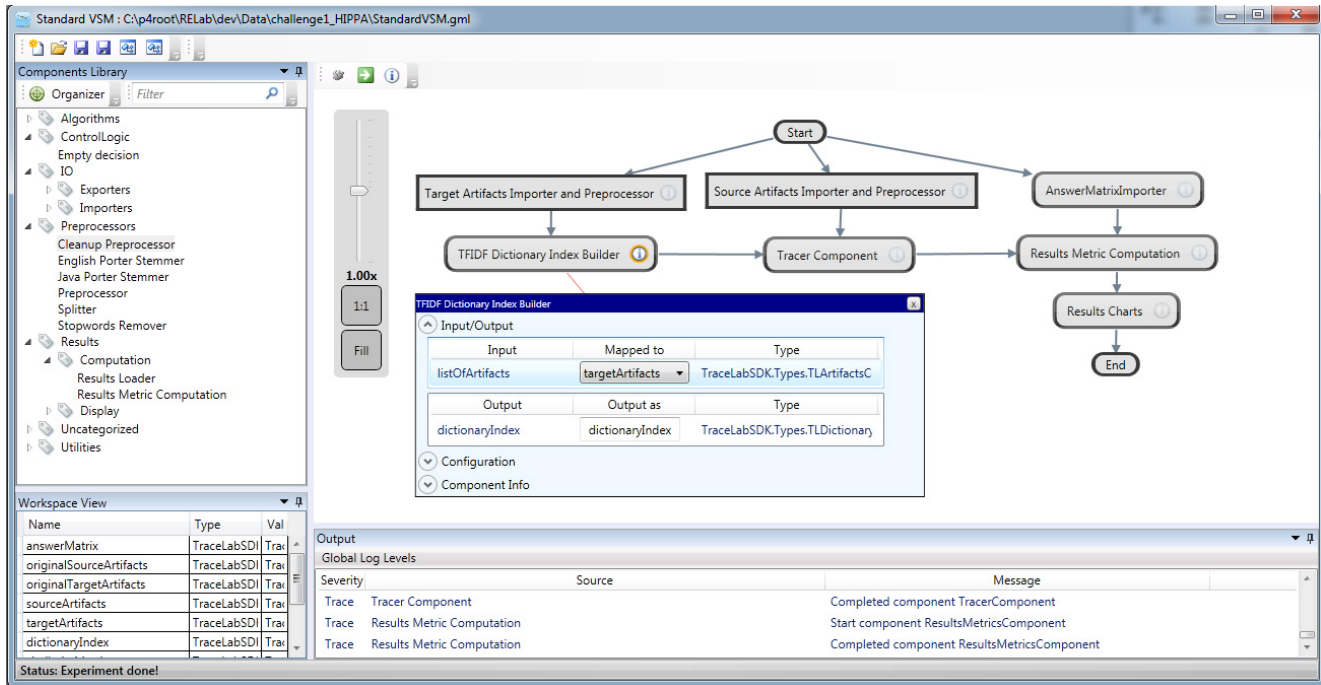 Standard VSM : C:\p4root\RELab\dev\Data\challenge1_HIPPA\StandardVSM.gml
Components Library
Organizer Filter
Algorithms
ControlLogic
Empty decision
IO
Exporters
Importers
Preprocessors
Cleanup Preprocessor
English Porter Stemmer
Java Porter Stemmer
Preprocessor
Splitter
Stopwords Remover
Results
Computation
Results Loader
Results Metric Computation
Display
Uncategorized
Utilities
Workspace View
Name Type Val
answerMatrix TraceLabSDI Trac
originalSourceArtifacts TraceLabSDI Trac
originalTargetArtifacts TraceLabSDI Trac
sourceArtifacts TraceLabSDI Trac
targetArtifacts TraceLabSDI Trac
dictionaryIndex TraceLabSDI Trac
1.00x
1:1
Fill
Start
Target Artifacts Importer and Preprocessor
Source Artifacts Importer and Preprocessor
AnswerMatrixImporter
TFIDF Dictionary Index Builder
Tracer Component
Results Metric Computation
Results Charts
End
TFIDF Dictionary Index Builder
Input/Output
Input Mapped to Type
listOfArtifacts targetArtifacts TraceLabSDK.Types.TLArtifactsC
Output Output as Type
dictionaryIndex dictionaryIndex TraceLabSDK.Types.TLDictionary
Configuration
Component Info
Output
Global Log Levels
Severity Source Message
Trace Tracer Component Completed component TracerComponent
Trace Results Metric Computation Start component ResultsMetricsComponent
Trace Results Metric Computation Completed component ResultsMetricsComponent
Status: Experiment done!